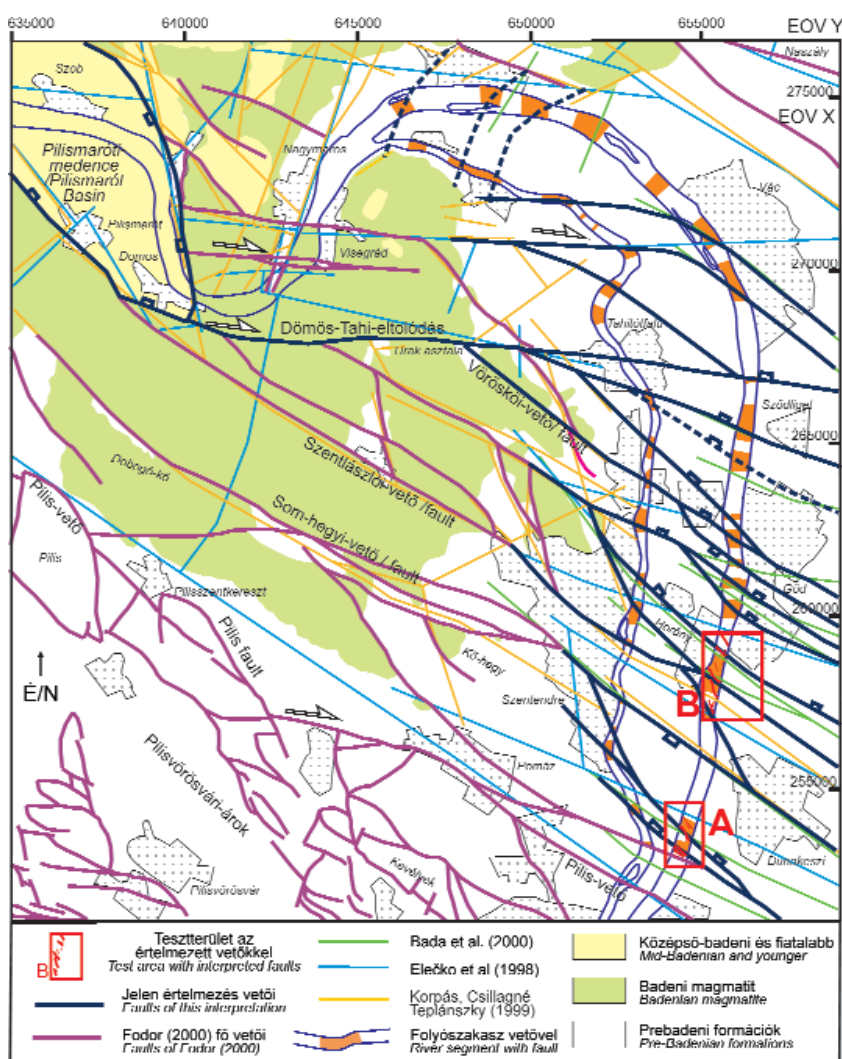 635000 640000 645000 650000 655000 EOV Y
Szob
Naszály
275000
EOV X
Pilismaróti
medence
/Pilismarót
Basin
Nagymaros
Vác
Pilismarót
Dömös
Visegrád
270000
Dömös-Tahi-eltolódás
Tahitótfalu
Urak asztala
Vöröskői-vető/ fault
Sződliget
265000
Dobogó-kő
Szentlászlói-vető /fault
Som-hegyi-vető / fault
Pilis-vető
Pilis
Pilisszentkereszt
Göd
260000
Horány
Pilis fault
Kő-hegy
É/N
Szentendre
B
Pilisvörösvári-árok
Pomáz
255000
A
Dunakeszi
Pilisvörösvár
Kevélyek
Pilis-vető
B
Tesztterület az
értelmezett vetőkkel
Test area with interpreted faults
Jelen értelmezés vetői
Faults of this interpretation
Fodor (2000) fő vetői
Faults of Fodor (2000)
Bada et al. (2000)
Elečko et al (1998)
Korpás, Csillagné
Teplánszky (1999)
Folyószakasz vetővel
River segment with fault
Középső-badeni és fiatalabb
Mid-Badenian and younger
Badeni magmatit
Badenian magmatite
Prebadeni formációk
Pre-Badenian formations